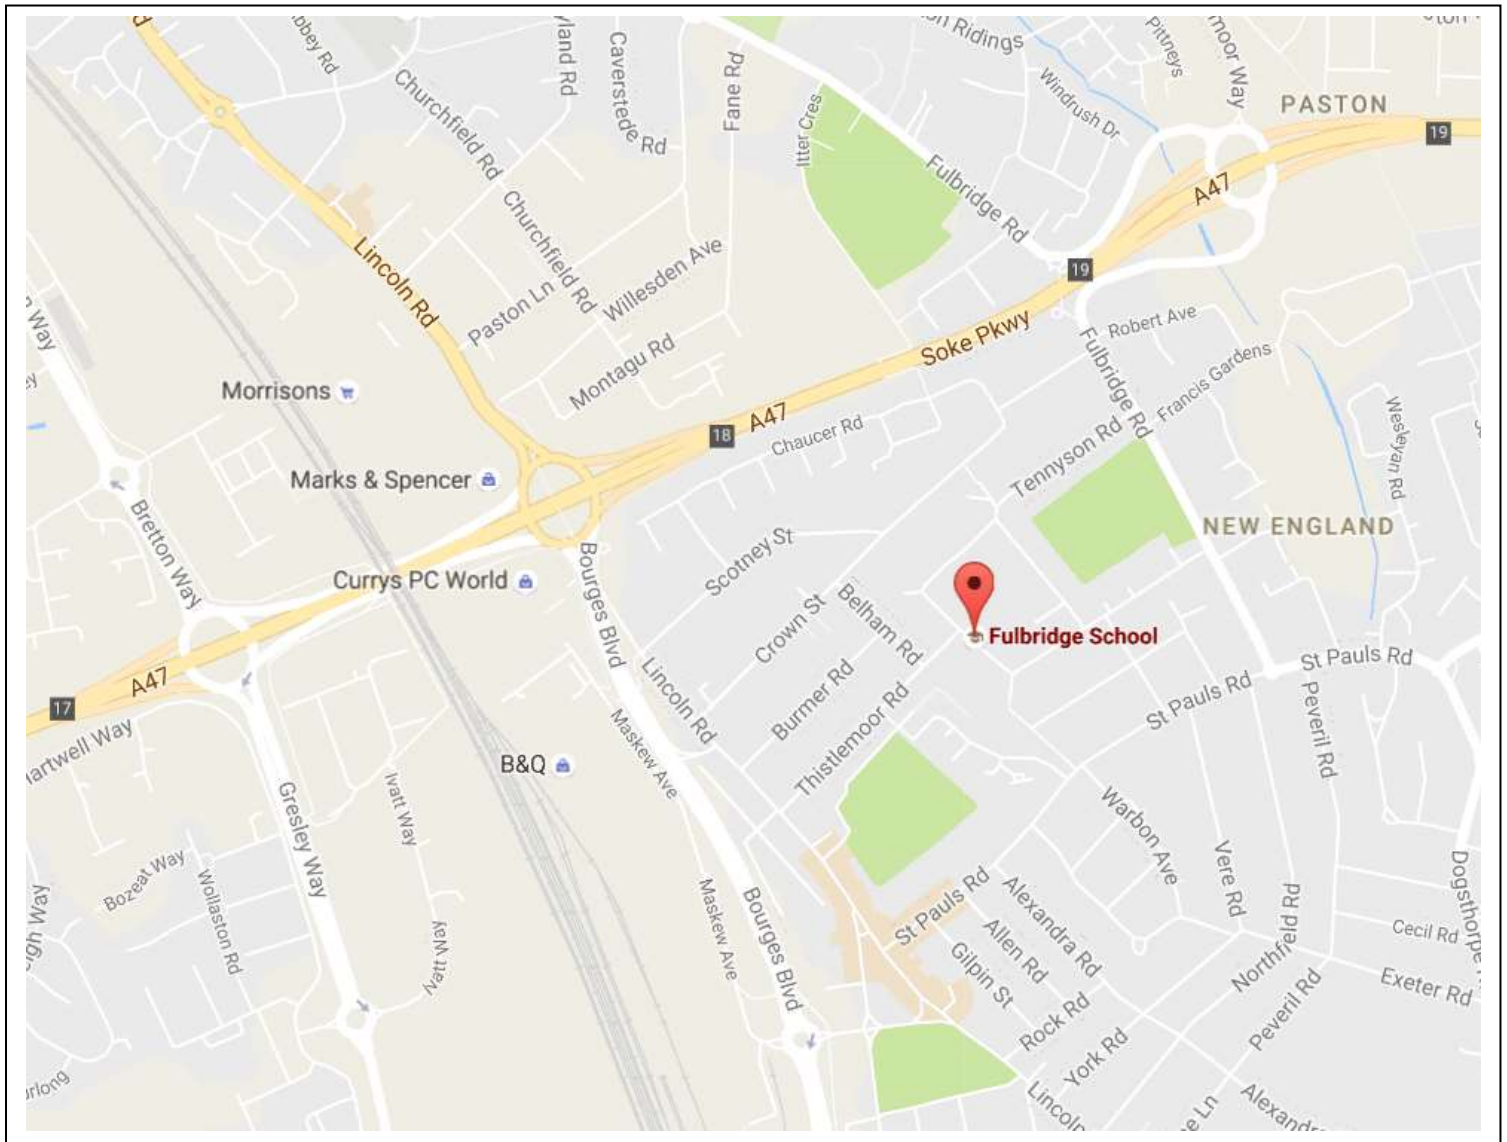 Churchfield Rd
Caverstede Rd
Fane Rd
Itter Cres
Ridings
Pittneys
Windrush Dr
PASTON
19
A47
Fulbridge Rd
19
Churchfield Rd
Willesden Ave
Paston Ln
Montagu Rd
Lincoln Rd
Soke Pkwy
Robert Ave
Fulbridge Rd
Francis Gardens
Way
Morrisons
18
A47
Chaucer Rd
Tennyson Rd
Wesleyan Rd
Marks & Spencer
Bretton Way
NEW ENGLAND
Currys PC World
Bourges Blvd
Scotney St
Crown St
Belham Rd
Fulbridge School
A47
17
Lincoln Rd
Burmer Rd
Thistlemoor Rd
St Pauls Rd
St Pauls Rd
Peveril Rd
artwell Way
Maskew Ave
B&Q
Gresley Way
Ivatt Way
Warbon Ave
Vere Rd
Bozeat Way
Wollaston Rd
Ivatt Way
Maskew Ave
Bourges Blvd
St Pauls Rd
Alexandra Rd
Allen Rd
Gilpin St
Rock Rd
York Rd
Northfield Rd
Peveril Rd
Cecil Rd
Exeter Rd
Dogsthorpe
Lincoln
Alexandr